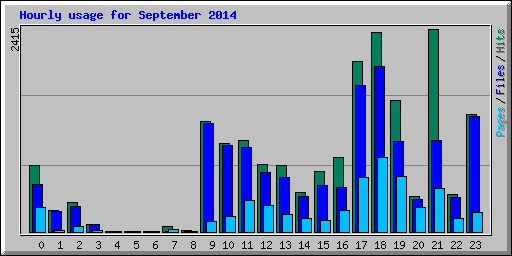 Hourly usage for September 2014
2415
Pages / Files / Hits
0 1 2 3 4 5 6 7 8 9 10 11 12 13 14 15 16 17 18 19 20 21 22 23